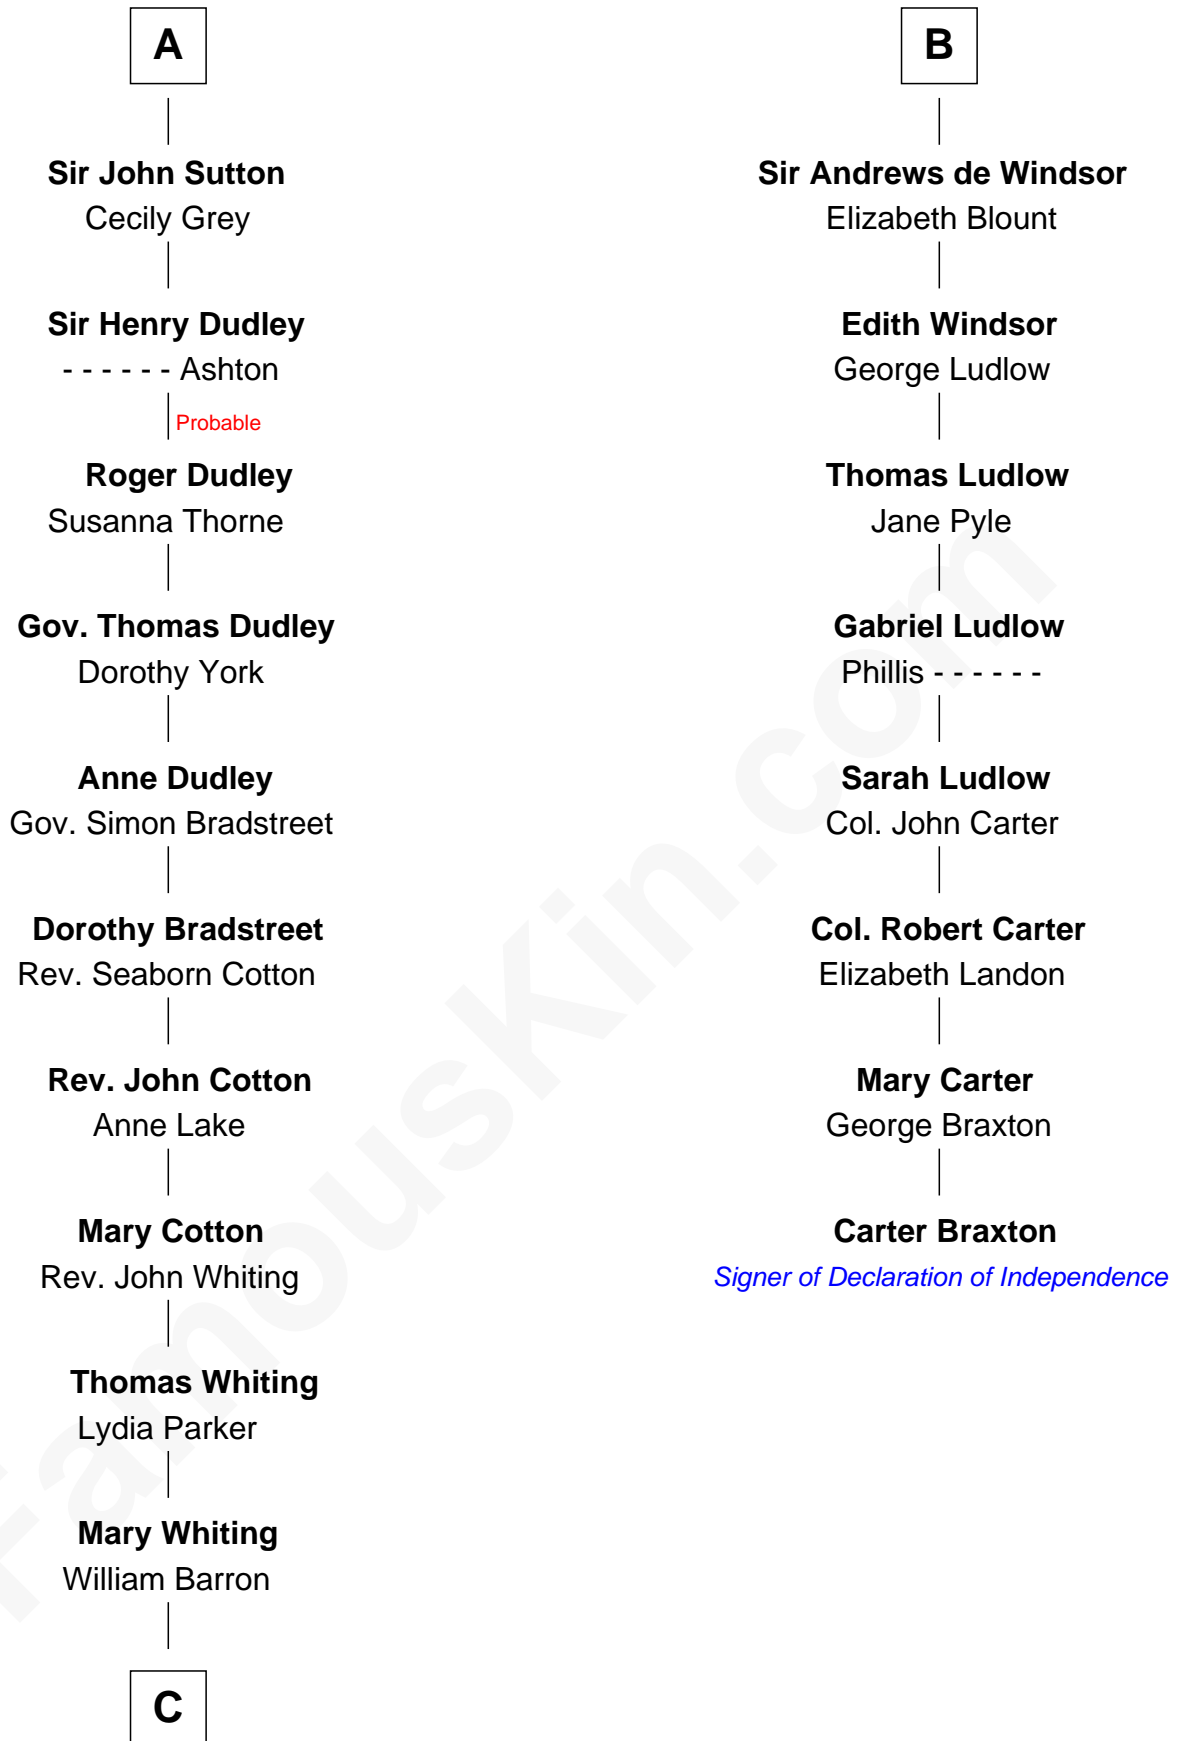 A
Sir John Sutton
Cecily Grey
Sir Henry Dudley
- - - - - - Ashton
Probable
Roger Dudley
Susanna Thorne
Gov. Thomas Dudley
Dorothy York
Anne Dudley
Gov. Simon Bradstreet
Dorothy Bradstreet
Rev. Seaborn Cotton
Rev. John Cotton
Anne Lake
Mary Cotton
Rev. John Whiting
Thomas Whiting
Lydia Parker
Mary Whiting
William Barron
C
B
Sir Andrews de Windsor
Elizabeth Blount
Edith Windsor
George Ludlow
Thomas Ludlow
Jane Pyle
Gabriel Ludlow
Phillis - - - - - -
Sarah Ludlow
Col. John Carter
Col. Robert Carter
Elizabeth Landon
Mary Carter
George Braxton
Carter Braxton
Signer of Declaration of Independence
FamousKin.com